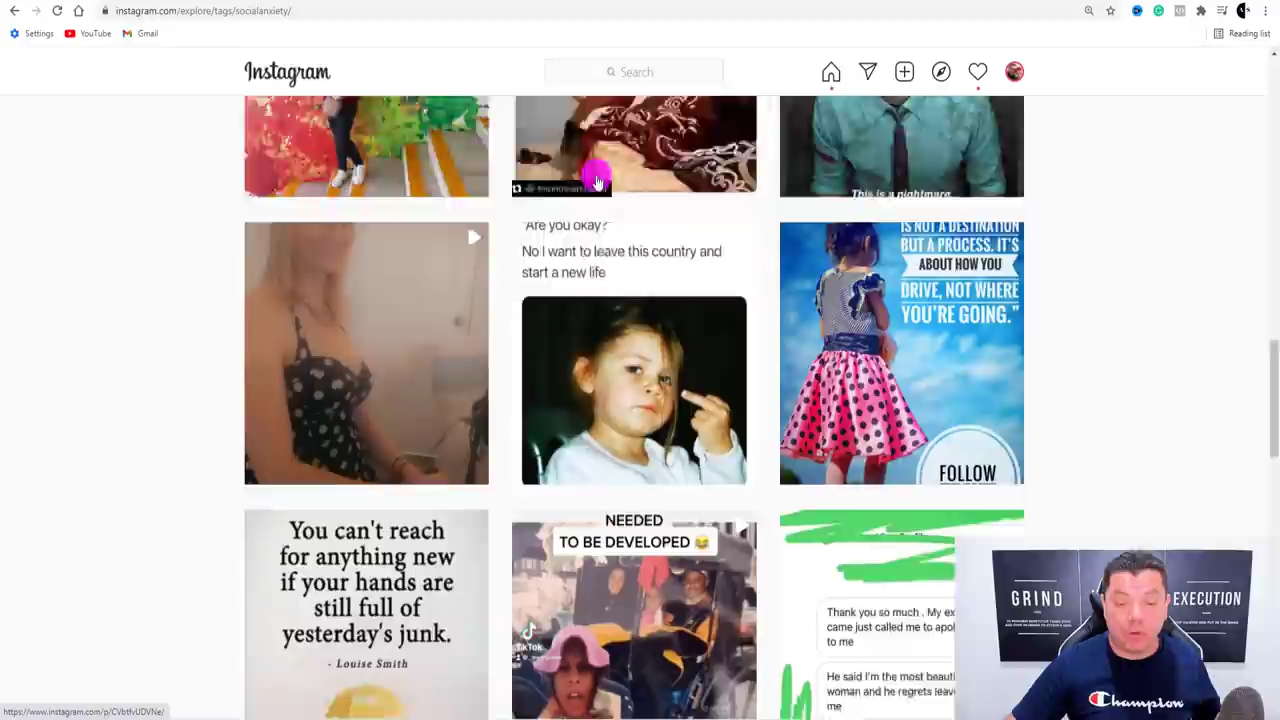 instagram.com/explore/tags/socialanxiety/
Settings
YouTube
Gmail
Reading list
Instagram
Search
This is a nightmare
"Are you okay?"
No I want to leave this country and
start a new life
IS NOT A DESTINATION
BUT A PROCESS. IT'S
ABOUT HOW YOU
DRIVE, NOT WHERE
YOU'RE GOING."
FOLLOW
You can't reach
for anything new
if your hands are
still full of
yesterday's junk.
- Louise Smith
NEEDED
TO BE DEVELOPED 😂
TikTok
Thank you so much . My ex
came just called me to apol
to me
He said I'm the most beauti
woman and he regrets leave
me
GRIND
EXECUTION
Champion
https://www.instagram.com/p/CVbtfvUDVNe/